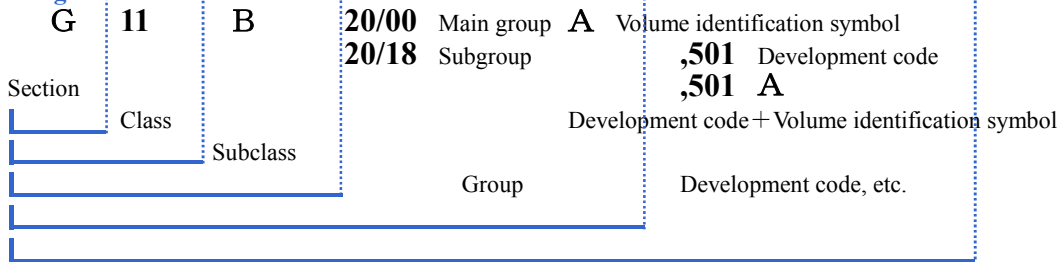 G 11 B 20/00 Main group A Volume identification symbol
20/18 Subgroup ,501 Development code
Section ,501 A
Class Development code＋Volume identification symbol
Subclass
Group Development code, etc.